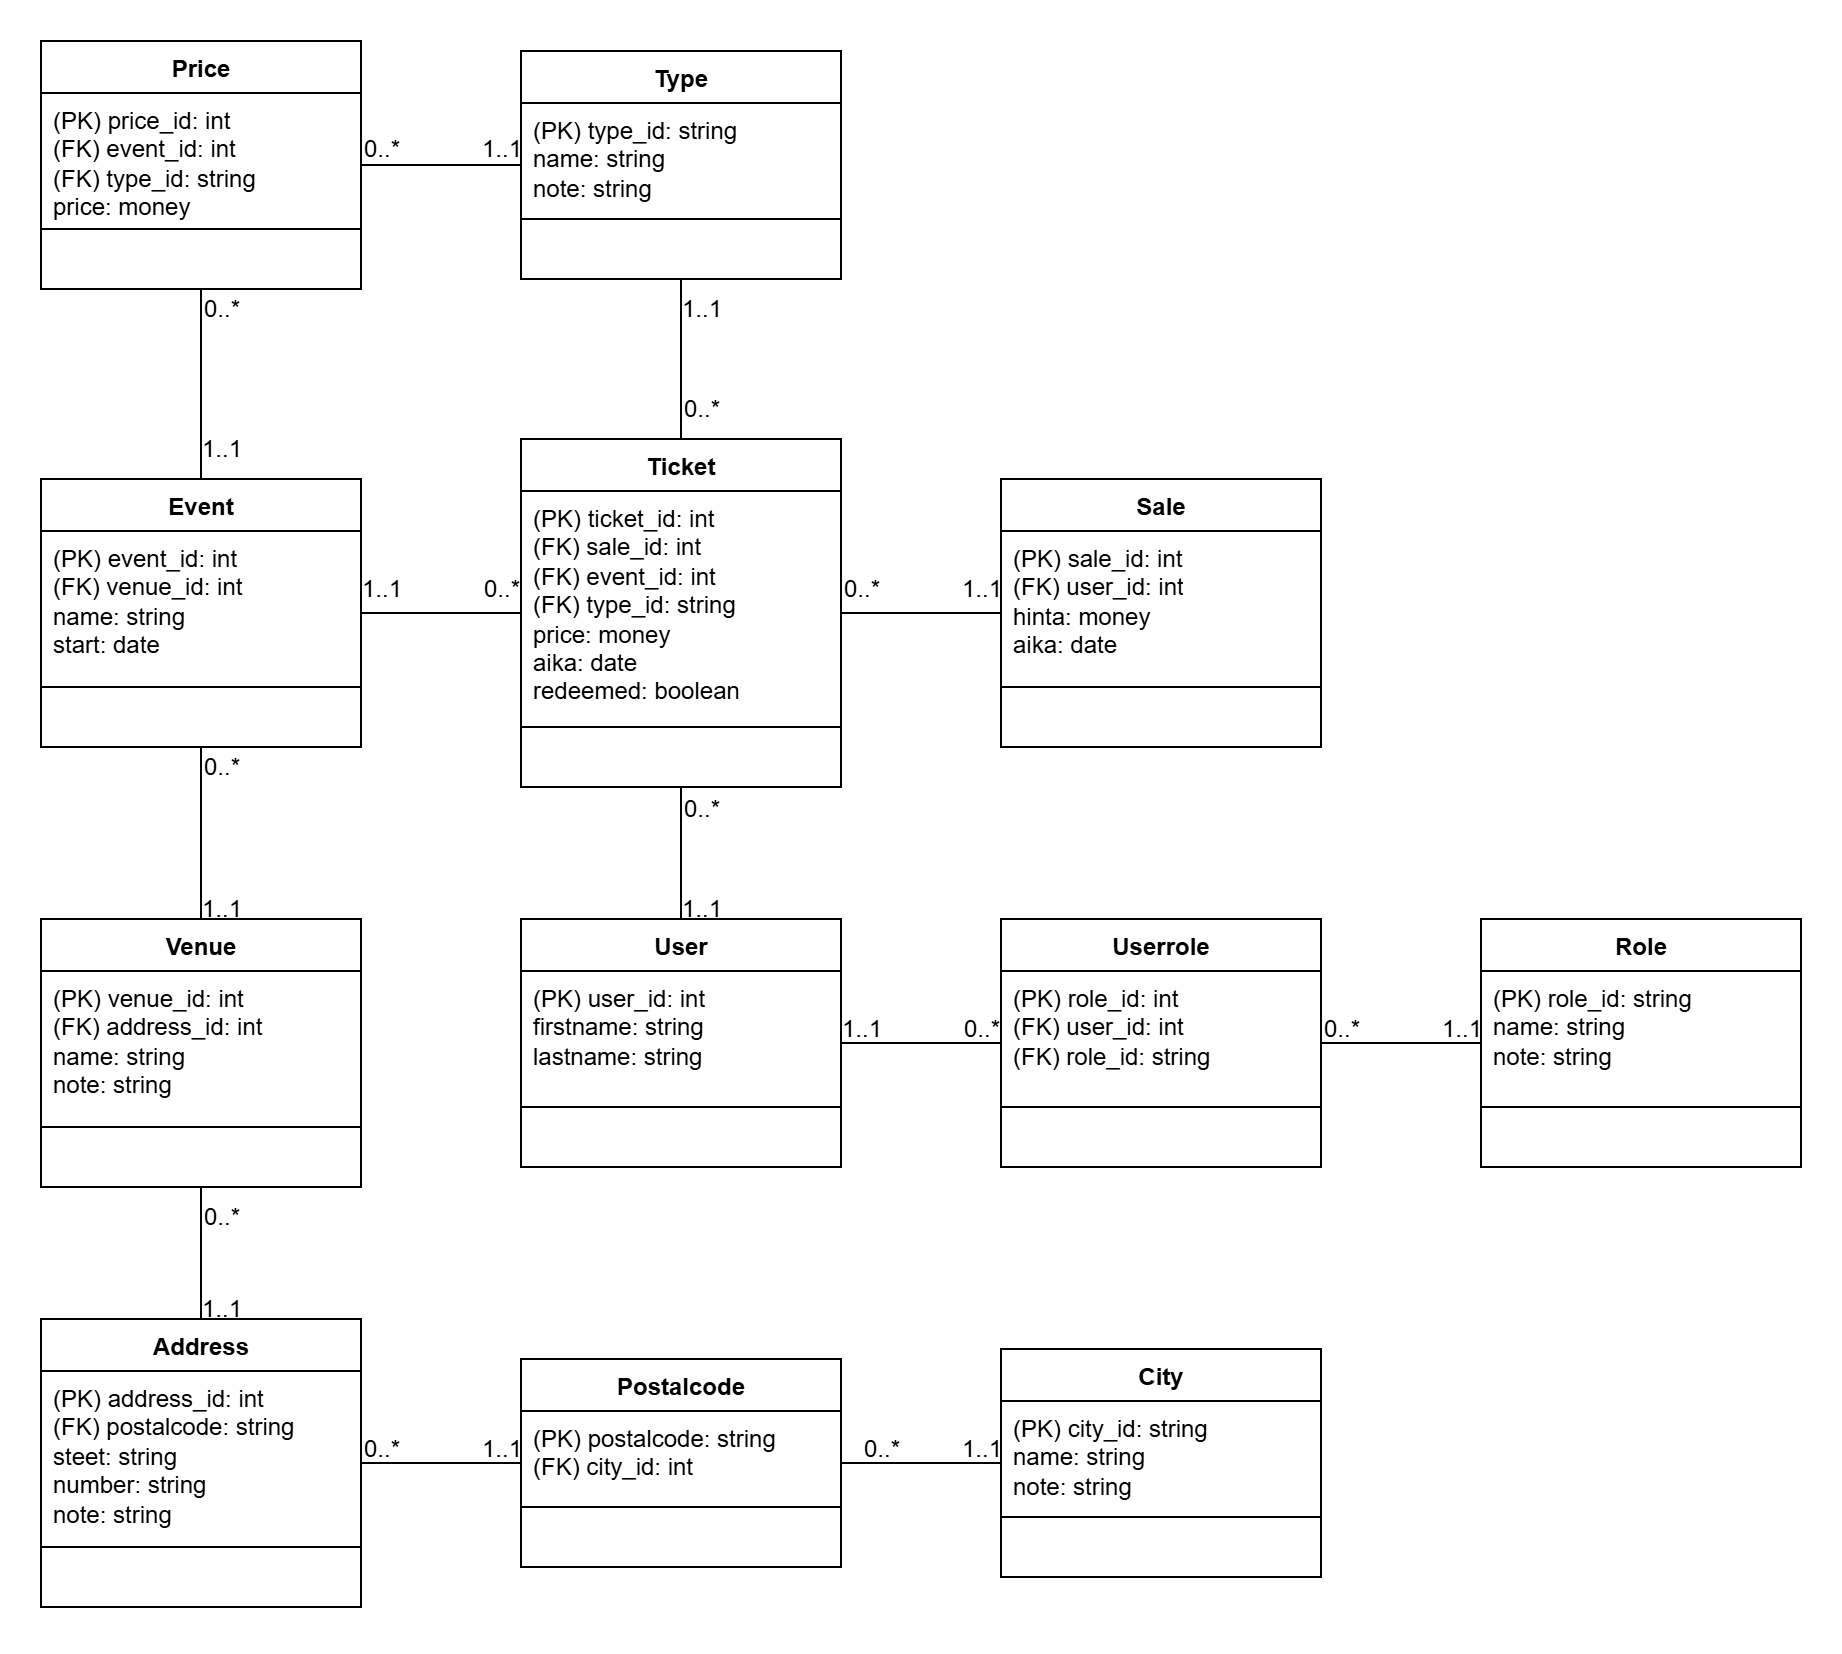 Price
(PK) price_id: int
(FK) event_id: int
(FK) type_id: string
price: money
0..*
1..1
Type
(PK) type_id: string
name: string
note: string
0..*
1..1
1..1
0..*
Event
(PK) event_id: int
(FK) venue_id: int
name: string
start: date
1..1
0..*
Ticket
(PK) ticket_id: int
(FK) sale_id: int
(FK) event_id: int
(FK) type_id: string
price: money
aika: date
redeemed: boolean
0..*
1..1
Sale
(PK) sale_id: int
(FK) user_id: int
hinta: money
aika: date
0..*
1..1
0..*
1..1
Venue
(PK) venue_id: int
(FK) address_id: int
name: string
note: string
User
(PK) user_id: int
firstname: string
lastname: string
1..1
0..*
Userrole
(PK) role_id: int
(FK) user_id: int
(FK) role_id: string
0..*
1..1
Role
(PK) role_id: string
name: string
note: string
0..*
1..1
Address
(PK) address_id: int
(FK) postalcode: string
steet: string
number: string
note: string
0..*
1..1
Postalcode
(PK) postalcode: string
(FK) city_id: int
0..*
1..1
City
(PK) city_id: string
name: string
note: string